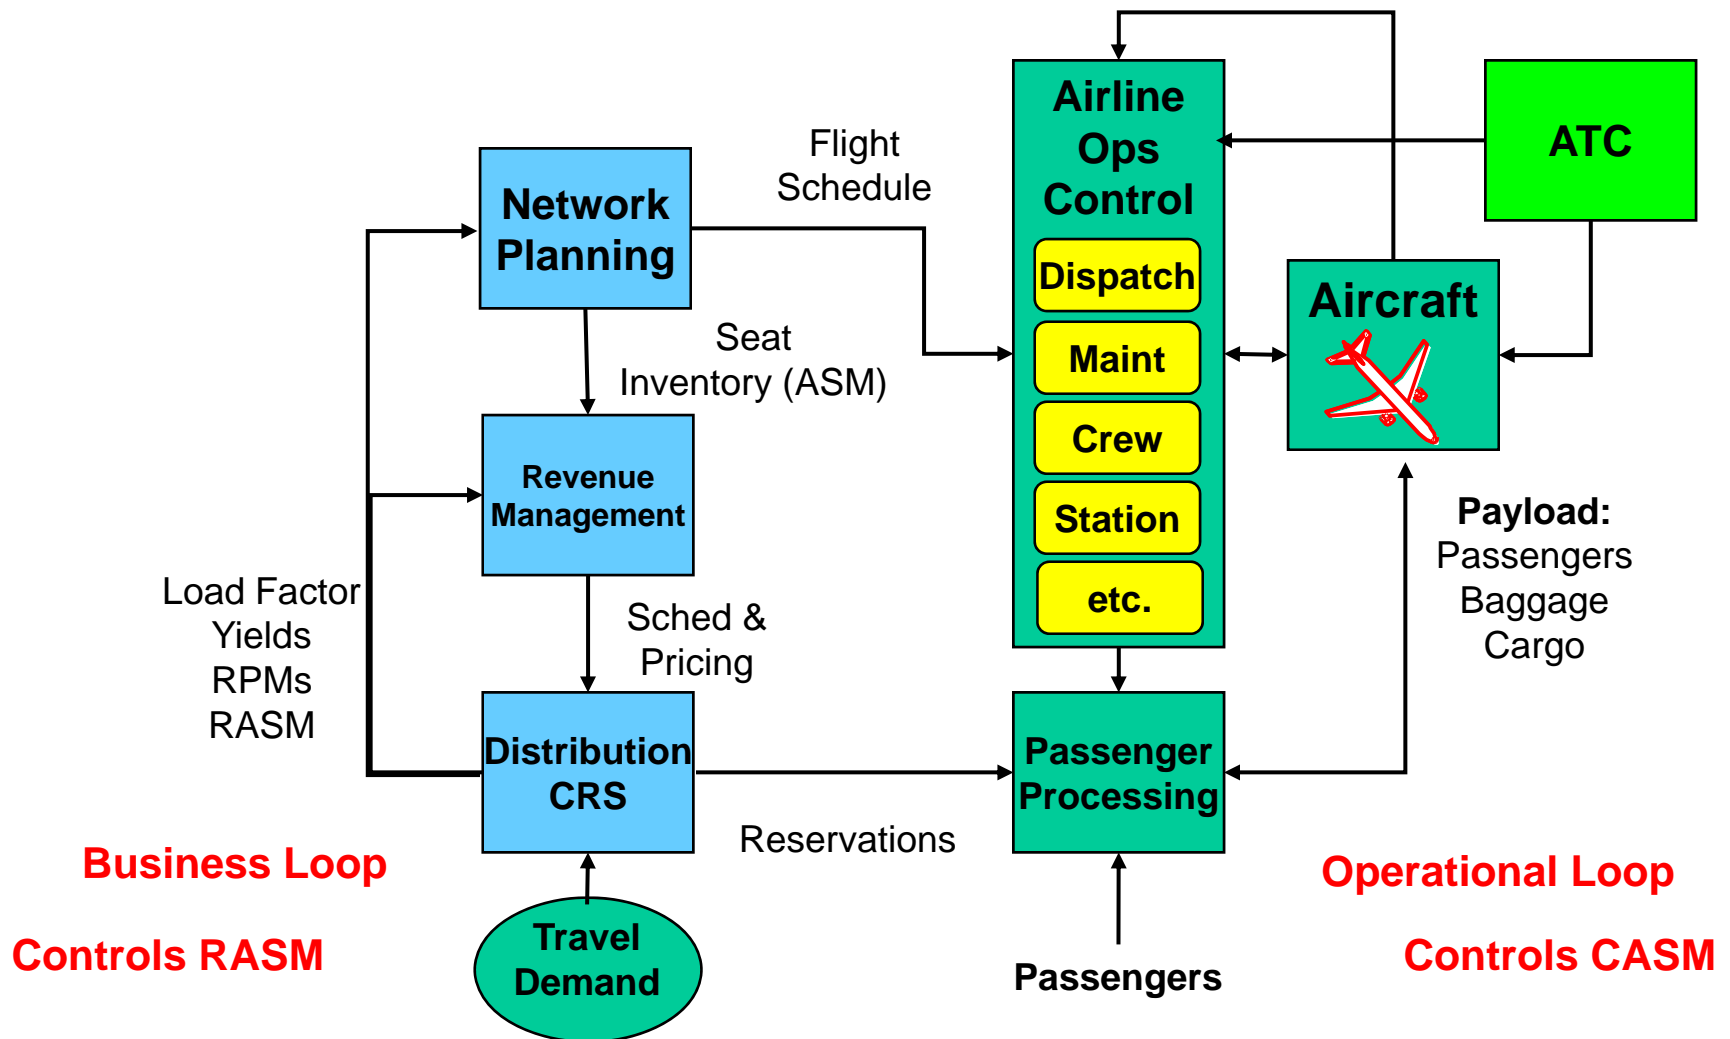 Airline
Ops
Control
ATC
Flight
Schedule
Network
Planning
Dispatch
Aircraft
Seat
Inventory (ASM)
Maint
Crew
Revenue
Management
Station
Payload:
Passengers
Baggage
Cargo
etc.
Load Factor
Yields
RPMs
RASM
Sched &
Pricing
Distribution
CRS
Passenger
Processing
Reservations
Business Loop
Operational Loop
Controls RASM
Travel
Demand
Passengers
Controls CASM